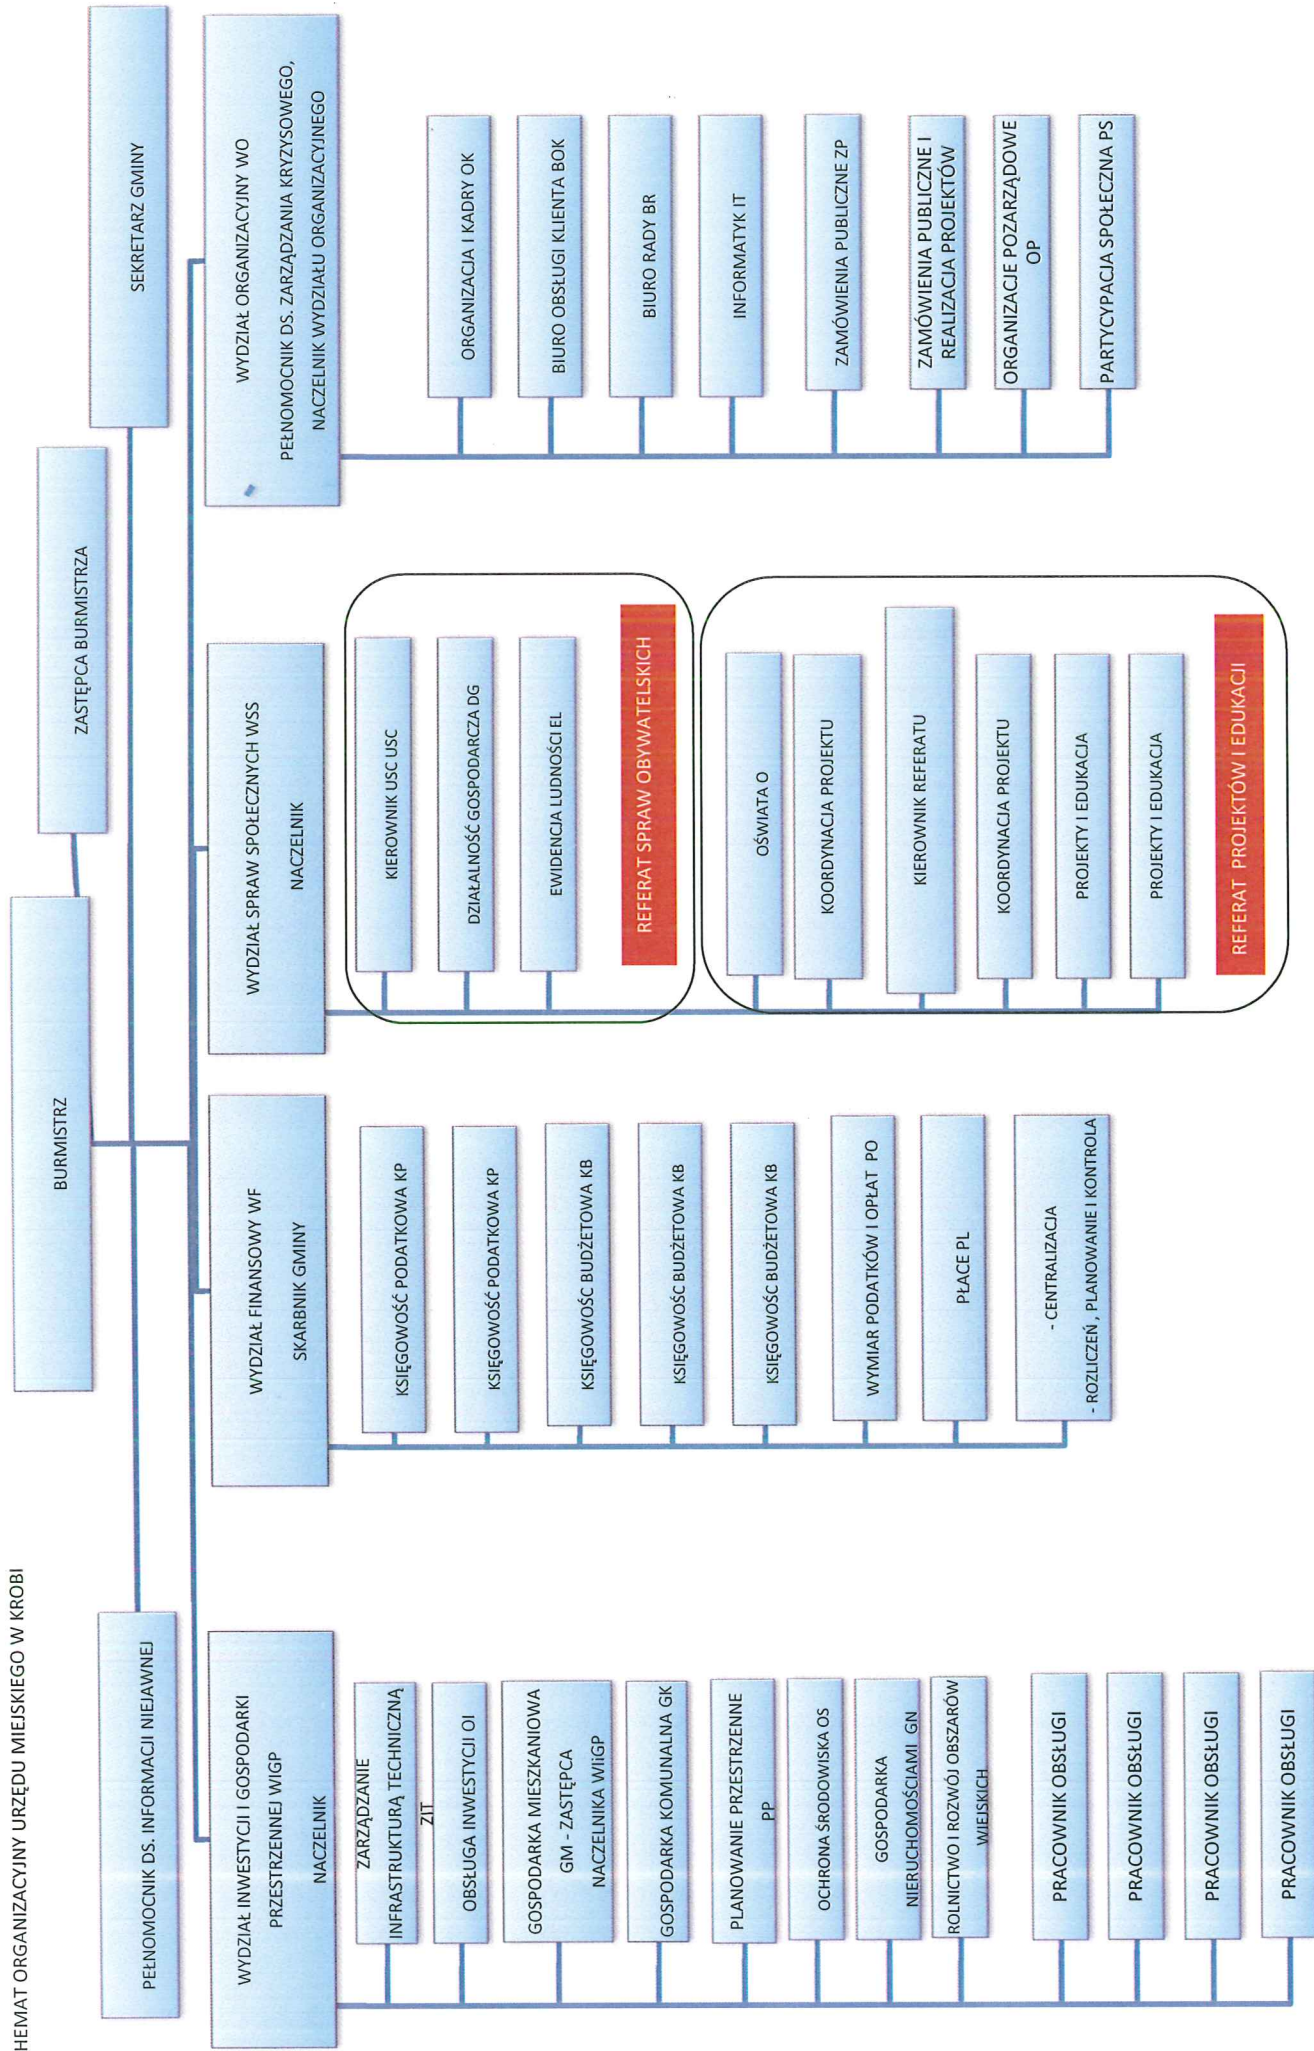 HEMAT ORGANIZACYJNY URZĘDU MIEJSKIEGO W KROBI
BURMISTRZ
ZASTĘPCA BURMISTRZA
PEŁNOMOCNIK DS. INFORMACJI NIEJAWNEJ
SEKRETARZ GMINY
WYDZIAŁ INWESTYCJI I GOSPODARKI
PRZESTRZENNEJ WIGP
NACZELNIK
ZARZĄDZANIE
INFRASTRUKTURĄ TECHNICZNĄ
ZIT
OBSŁUGA INWESTYCJI OI
GOSPODARKA MIESZKANIOWA
GM - ZASTĘPCA
NACZELNIKA WIiGP
GOSPODARKA KOMUNALNA GK
PLANOWANIE PRZESTRZENNE
PP
OCHRONA ŚRODOWISKA OS
GOSPODARKA
NIERUCHOMOŚCIAMI GN
ROLNICTWO I ROZWÓJ OBSZARÓW
WIEJSKICH
PRACOWNIK OBSŁUGI
PRACOWNIK OBSŁUGI
PRACOWNIK OBSŁUGI
PRACOWNIK OBSŁUGI
WYDZIAŁ FINANSOWY WF
SKARBNIK GMINY
KSIĘGOWOŚĆ PODATKOWA KP
KSIĘGOWOŚĆ PODATKOWA KP
KSIĘGOWOŚĆ BUDŻETOWA KB
KSIĘGOWOŚĆ BUDŻETOWA KB
KSIĘGOWOŚĆ BUDŻETOWA KB
WYMIAR PODATKÓW I OPŁAT PO
PŁACE PL
- CENTRALIZACJA
- ROZLICZEŃ , PLANOWANIE I KONTROLA
WYDZIAŁ SPRAW SPOŁECZNYCH WSS
NACZELNIK
KIEROWNIK USC USC
DZIAŁALNOŚĆ GOSPODARCZA DG
EWIDENCJA LUDNOŚCI EL
REFERAT SPRAW OBYWATELSKICH
OŚWIATA O
KOORDYNACJA PROJEKTU
KIEROWNIK REFERATU
KOORDYNACJA PROJEKTU
PROJEKTY I EDUKACJA
PROJEKTY I EDUKACJA
REFERAT PROJEKTÓW I EDUKACJI
WYDZIAŁ ORGANIZACYJNY WO
PEŁNOMOCNIK DS. ZARZĄDZANIA KRYZYSOWEGO,
NACZELNIK WYDZIAŁU ORGANIZACYJNEGO
ORGANIZACJA I KADRY OK
BIURO OBSŁUGI KLIENTA BOK
BIURO RADY BR
INFORMATYK IT
ZAMÓWIENIA PUBLICZNE ZP
ZAMÓWIENIA PUBLICZNE I
REALIZACJA PROJEKTÓW
ORGANIZACJE POZARZĄDOWE
OP
PARTYCYPACJA SPOŁECZNA PS